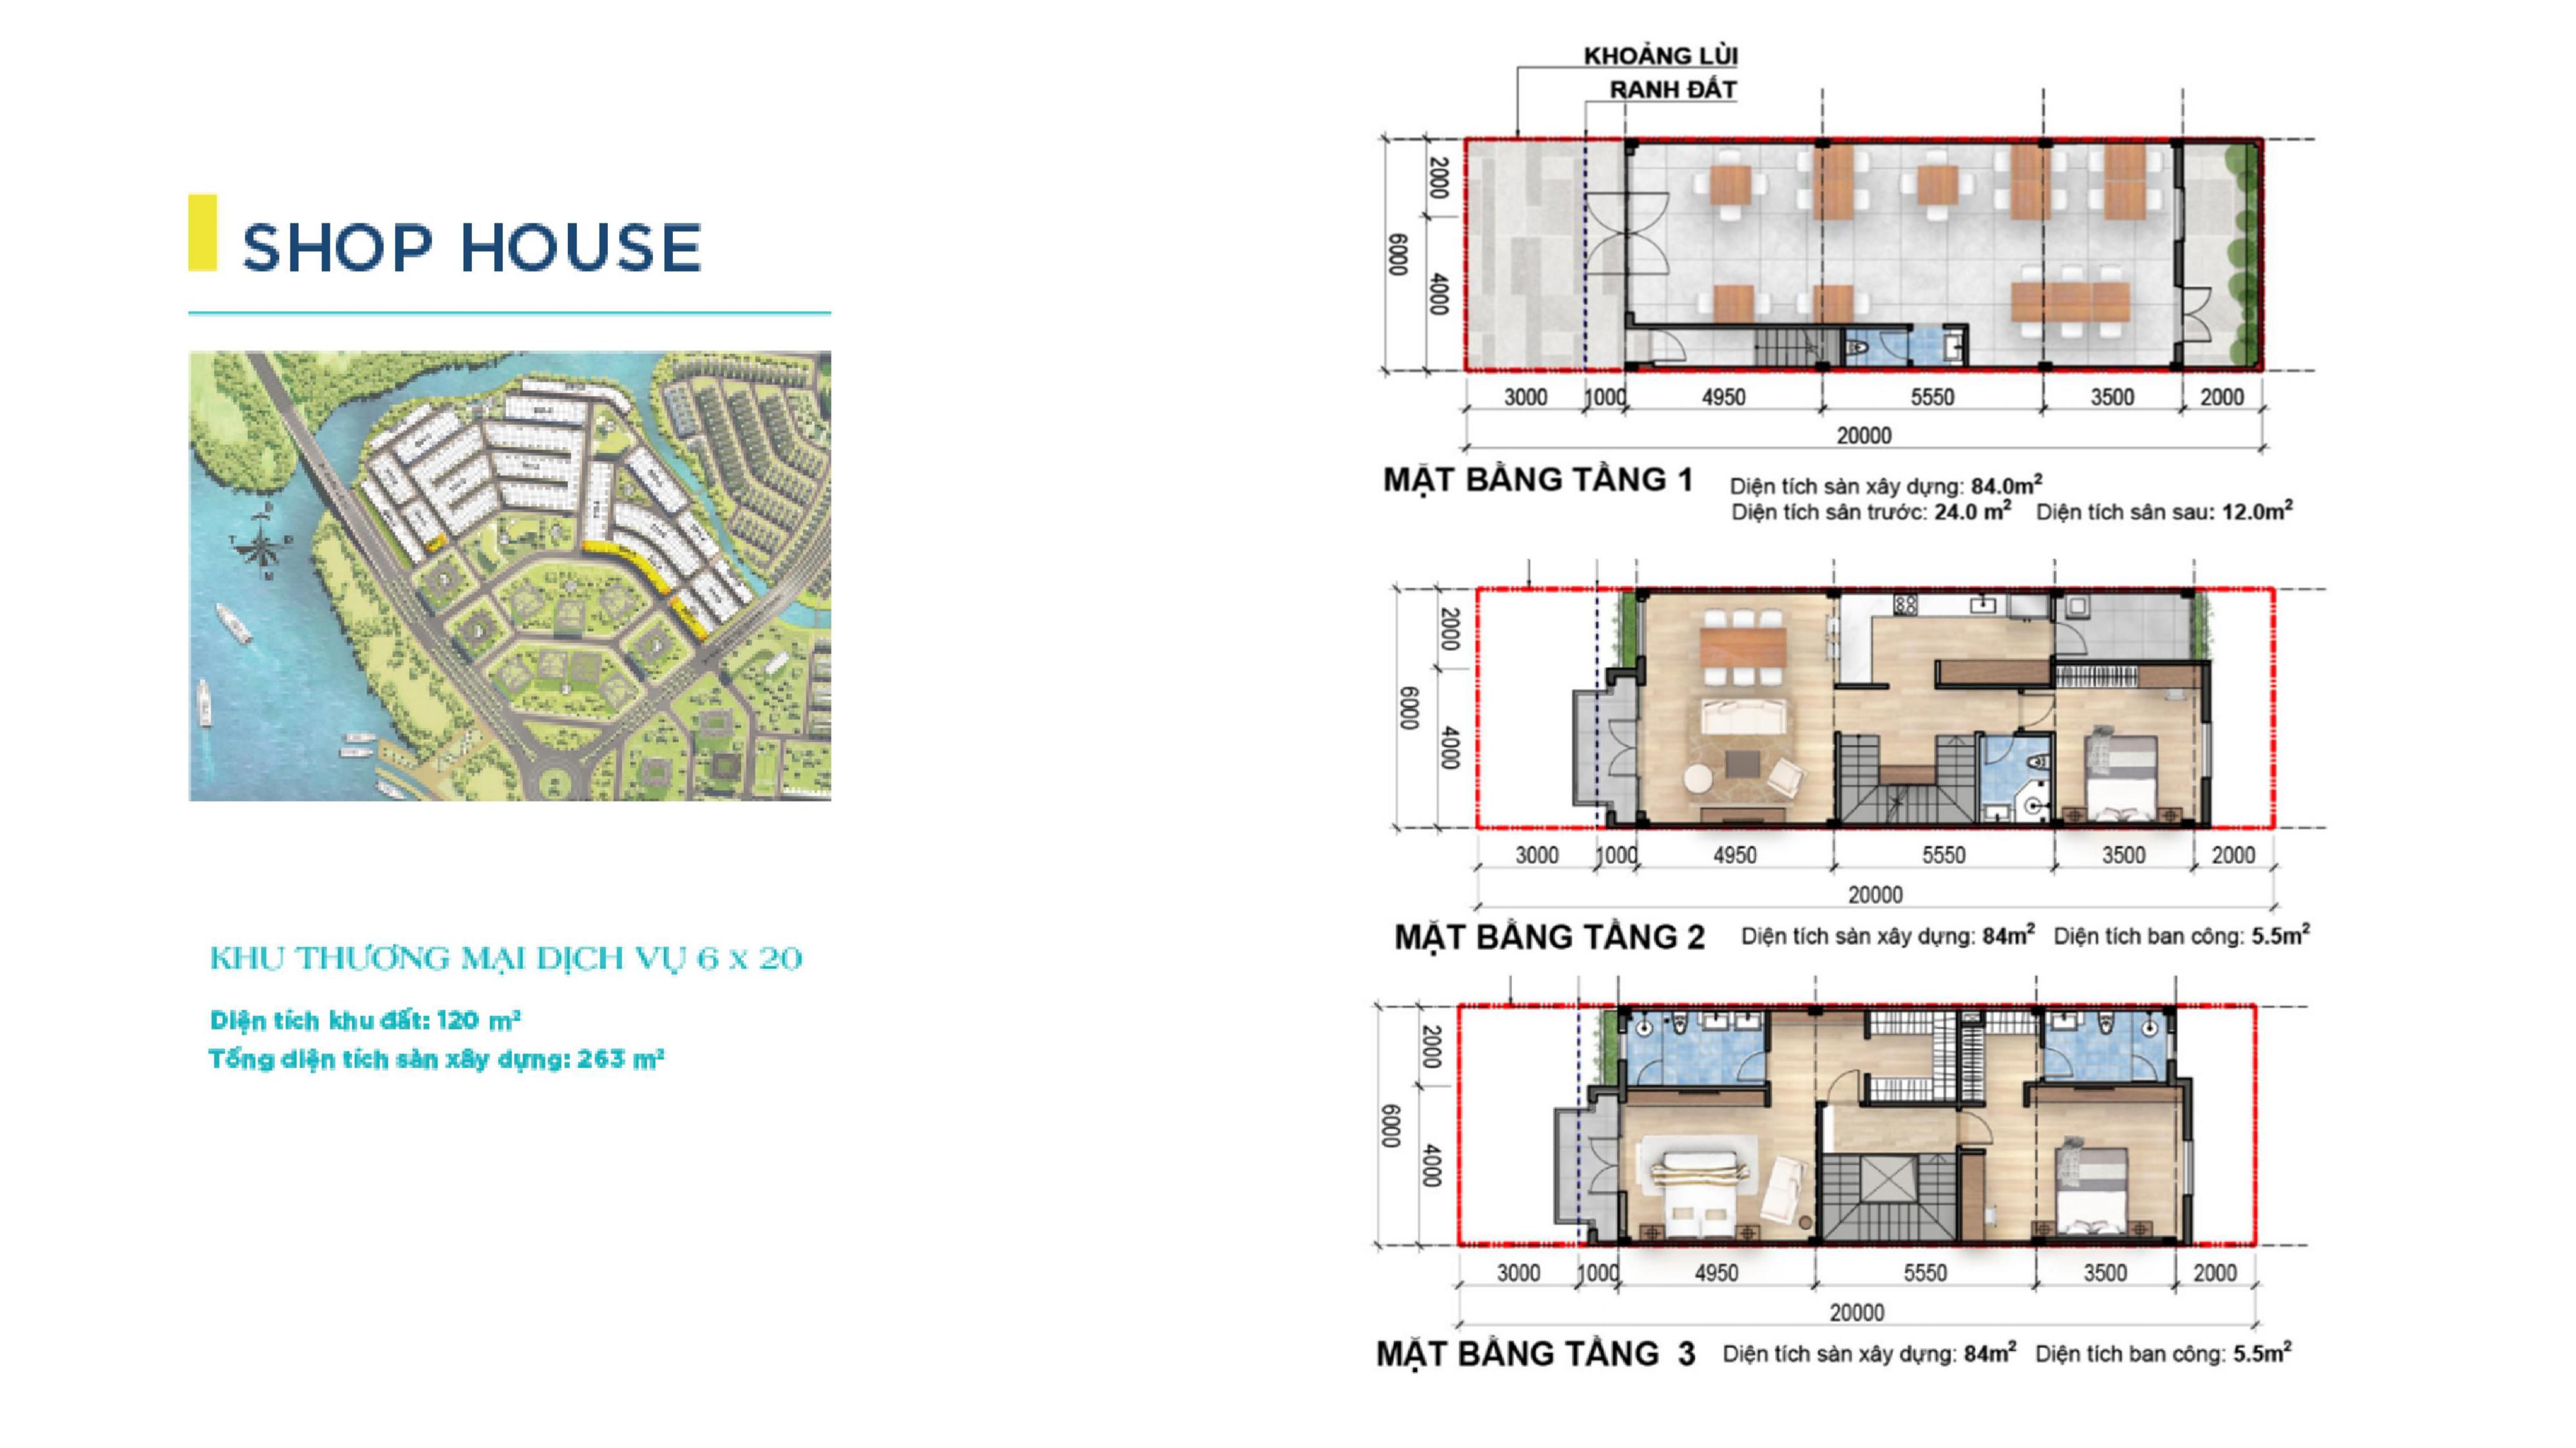 SHOP HOUSE
KHU THƯƠNG MẠI DỊCH VỤ 6 x 20
Diện tích khu đất: 120 m²
Tổng diện tích sàn xây dựng: 263 m²
KHOẢNG LÙI
RANH ĐẤT
2000
6000
4000
3000 1000 4950 5550 3500 2000
20000
MẶT BẰNG TẦNG 1 Diện tích sàn xây dựng: 84.0m²
Diện tích sân trước: 24.0 m² Diện tích sân sau: 12.0m²
2000
6000
4000
3000 1000 4950 5550 3500 2000
20000
MẶT BẰNG TẦNG 2 Diện tích sàn xây dựng: 84m² Diện tích ban công: 5.5m²
2000
6000
4000
3000 1000 4950 5550 3500 2000
20000
MẶT BẰNG TẦNG 3 Diện tích sàn xây dựng: 84m² Diện tích ban công: 5.5m²